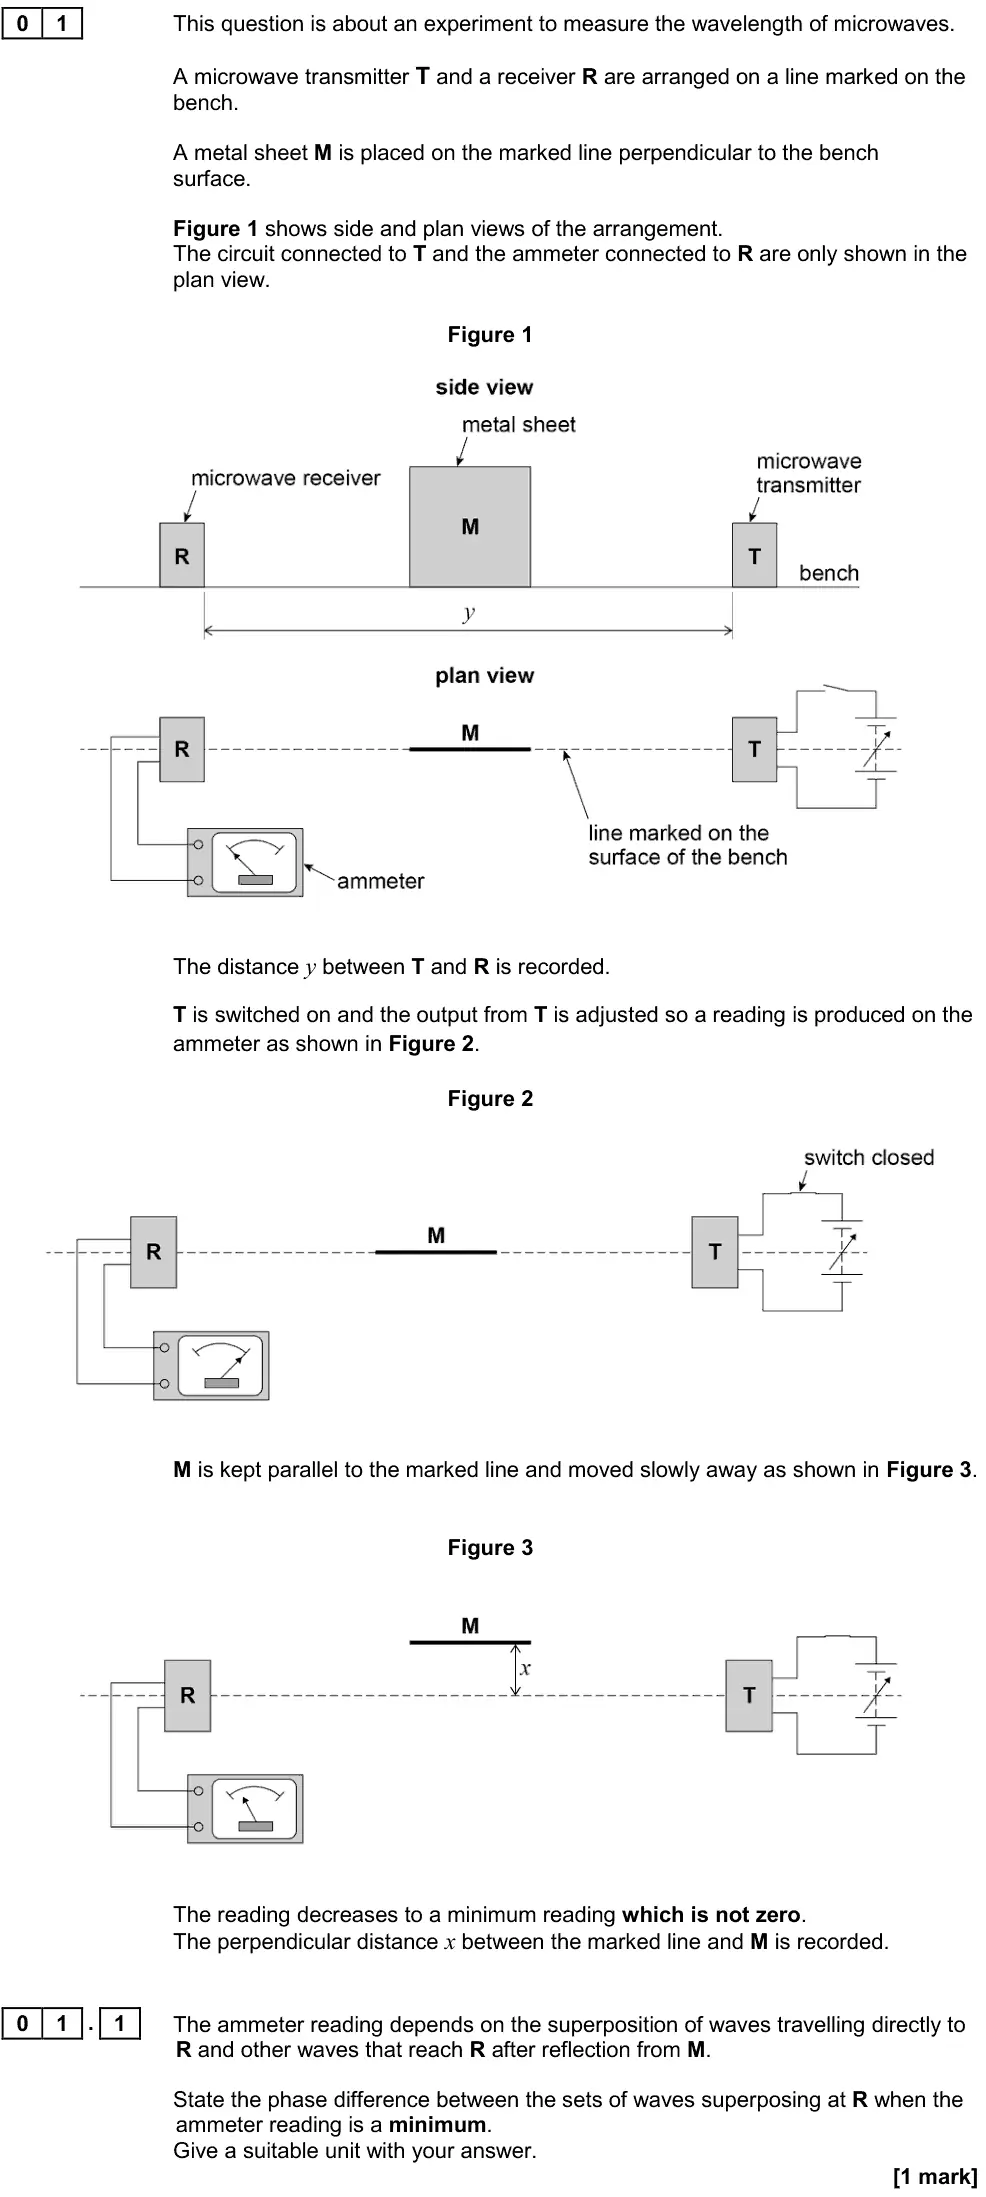 0 1 This question is about an experiment to measure the wavelength of microwaves.
A microwave transmitter T and a receiver R are arranged on a line marked on the
bench.
A metal sheet M is placed on the marked line perpendicular to the bench
surface.
Figure 1 shows side and plan views of the arrangement.
The circuit connected to T and the ammeter connected to R are only shown in the
plan view.
Figure 1
side view
metal sheet
microwave receiver
microwave
transmitter
R
M
T
bench
y
plan view
R
M
T
line marked on the
surface of the bench
ammeter
The distance y between T and R is recorded.
T is switched on and the output from T is adjusted so a reading is produced on the
ammeter as shown in Figure 2.
Figure 2
switch closed
R
M
T
M is kept parallel to the marked line and moved slowly away as shown in Figure 3.
Figure 3
M
x
R
T
The reading decreases to a minimum reading which is not zero.
The perpendicular distance x between the marked line and M is recorded.
0 1 . 1 The ammeter reading depends on the superposition of waves travelling directly to
R and other waves that reach R after reflection from M.
State the phase difference between the sets of waves superposing at R when the
ammeter reading is a minimum.
Give a suitable unit with your answer.
[1 mark]